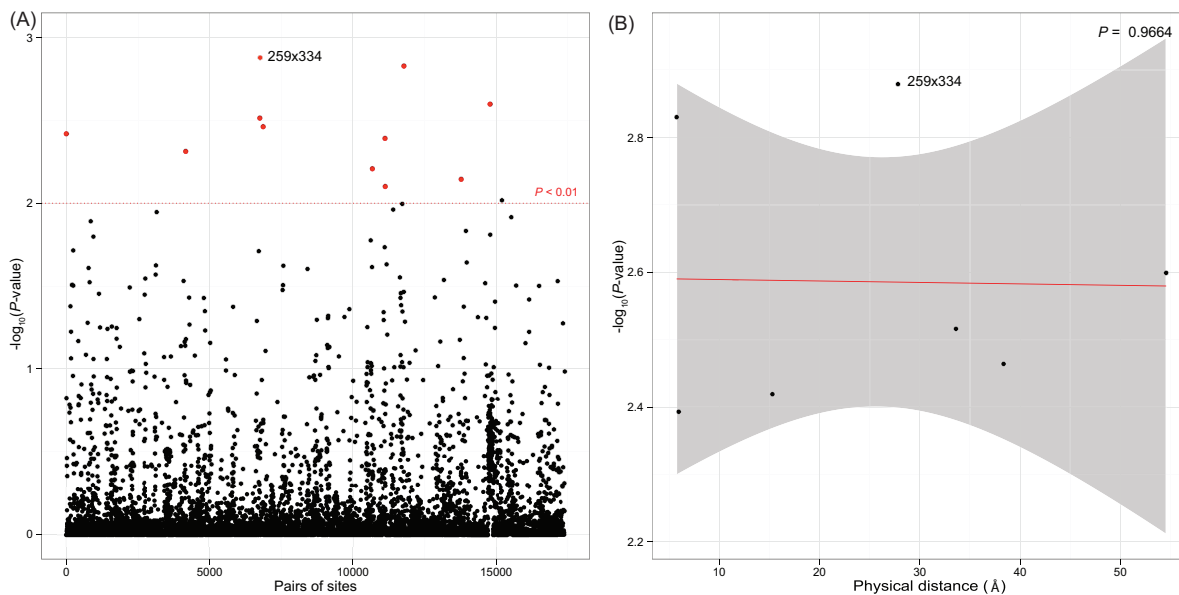 (A)
3
259x334
P < 0.01
2
-log10(P-value)
1
0
0 5000 10000 15000
Pairs of sites
(B)
P = 0.9664
259x334
2.8
-log10(P-value)
2.6
2.4
2.2
10 20 30 40 50
Physical distance (Å)